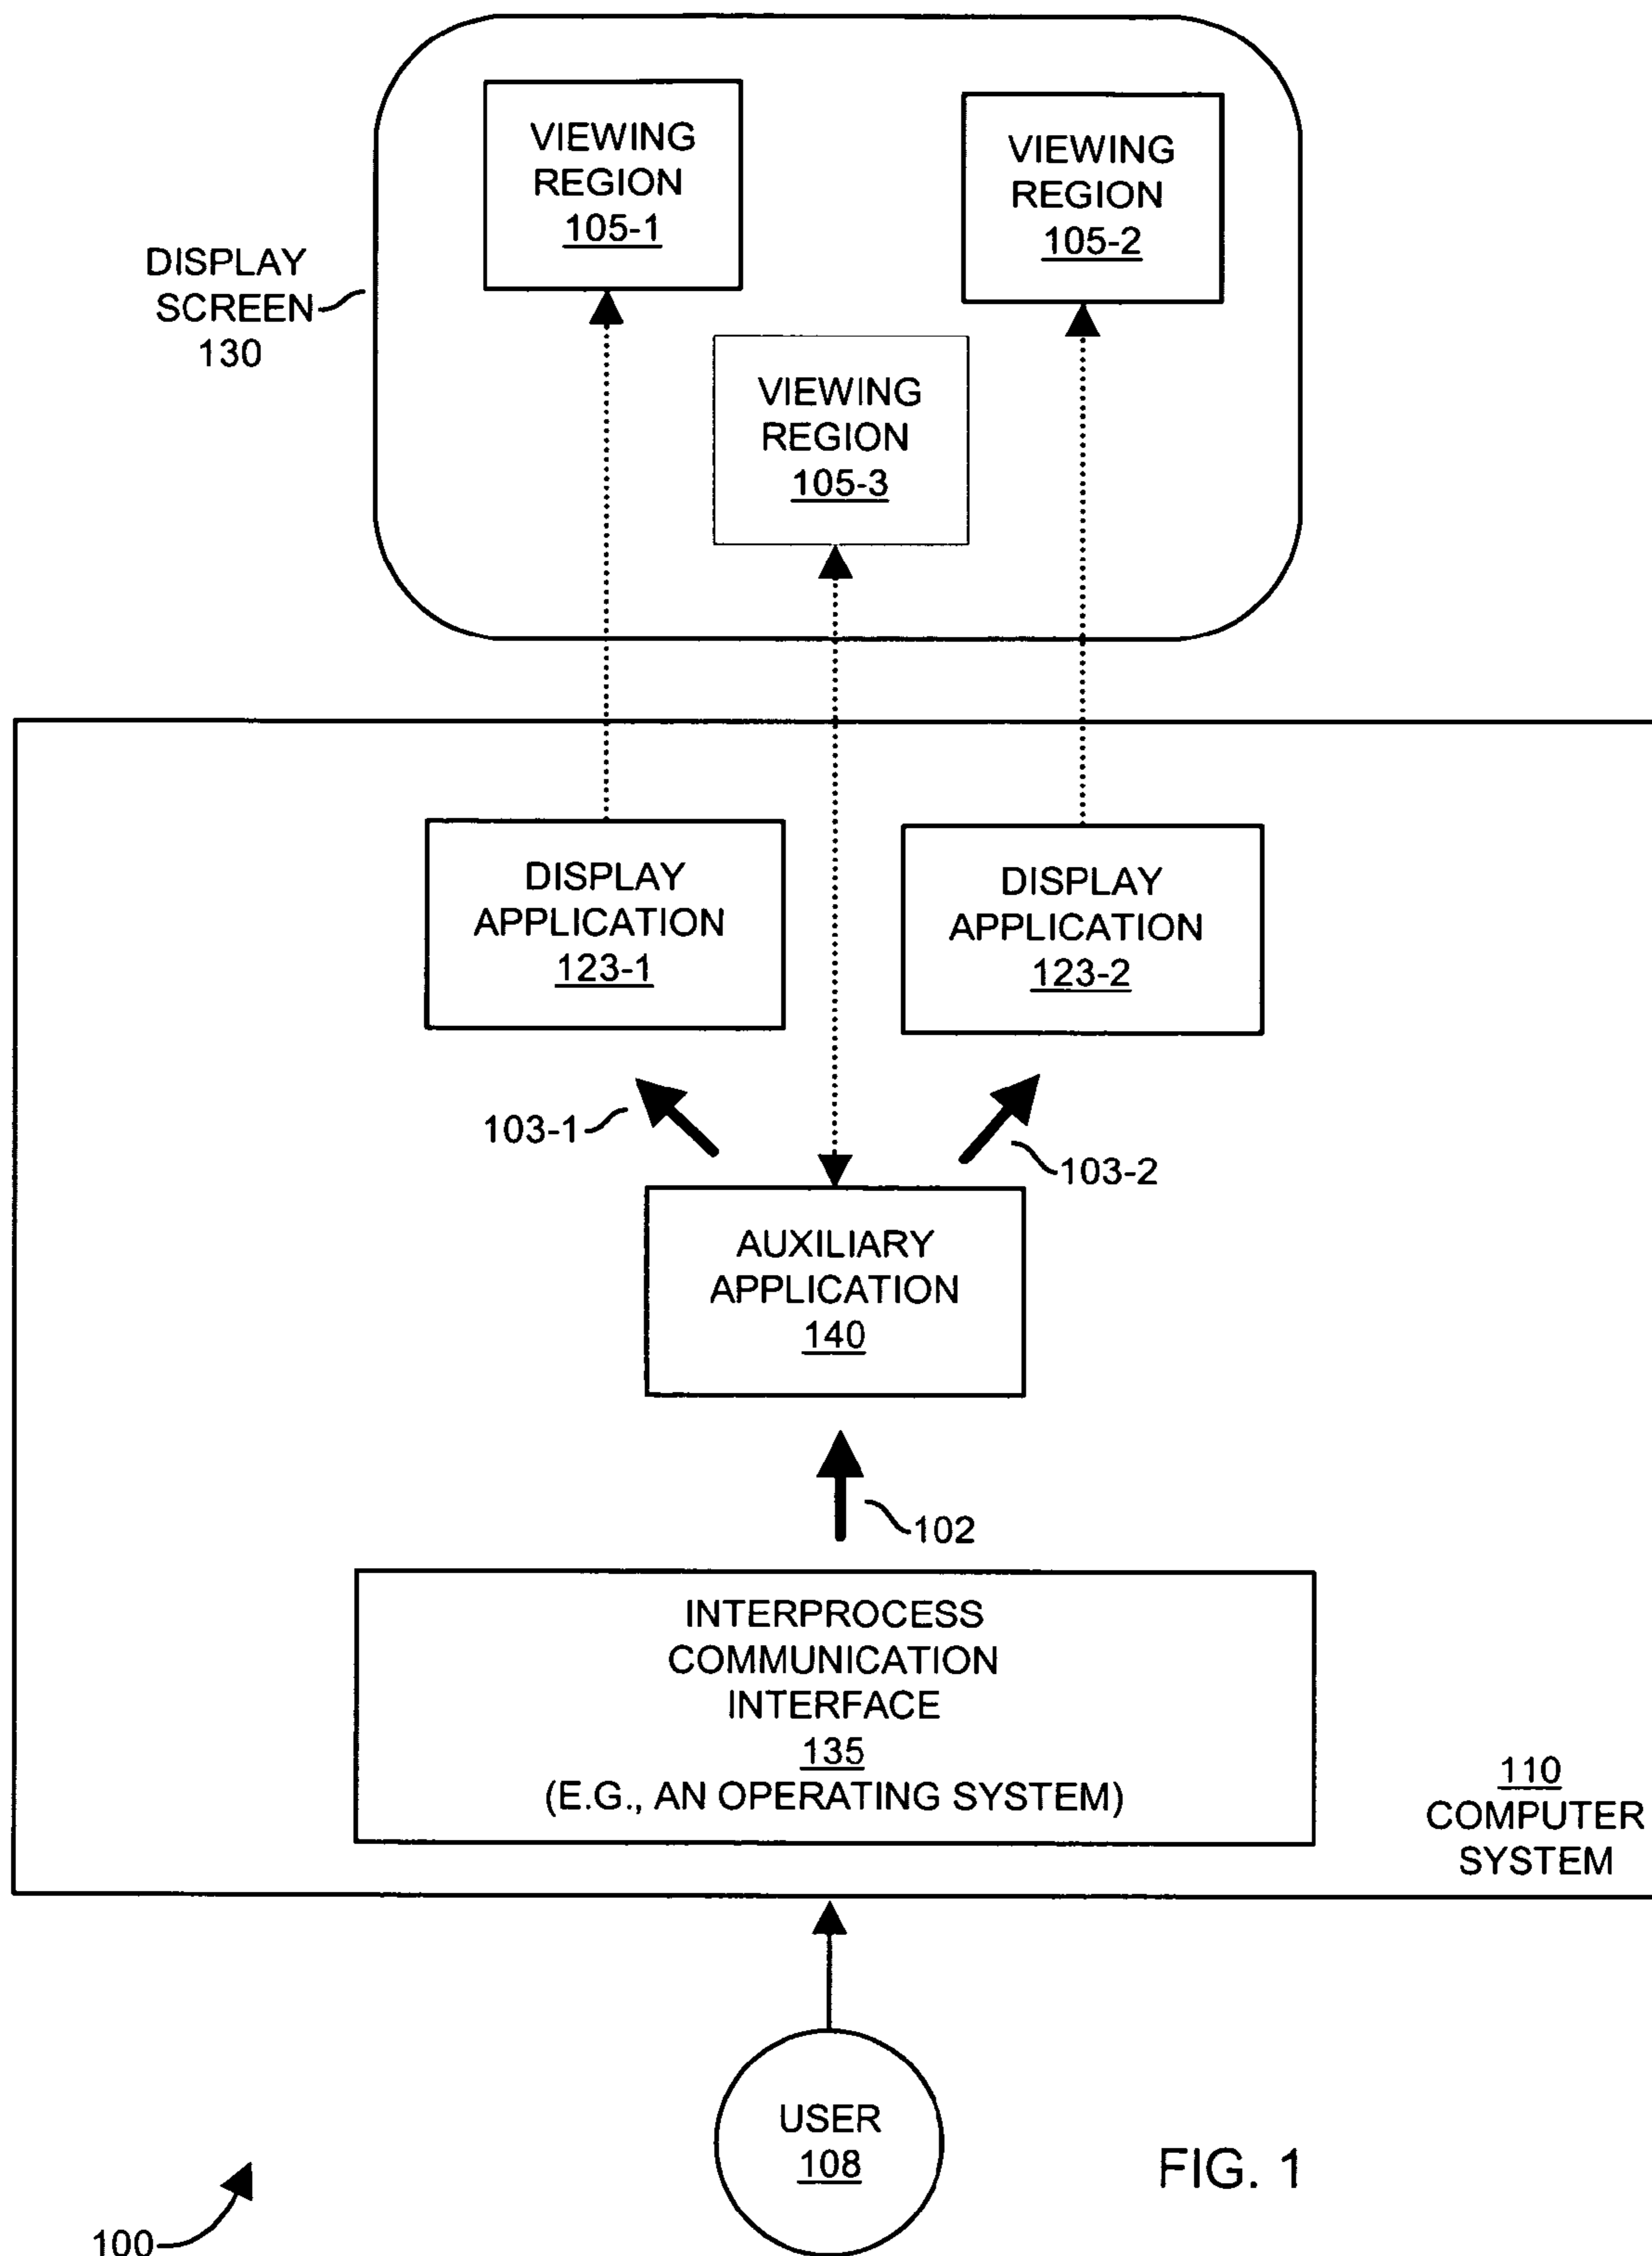 VIEWING
REGION
105-1
VIEWING
REGION
105-2
DISPLAY
SCREEN
130
VIEWING
REGION
105-3
DISPLAY
APPLICATION
123-1
DISPLAY
APPLICATION
123-2
103-1
103-2
AUXILIARY
APPLICATION
140
102
INTERPROCESS
COMMUNICATION
INTERFACE
135
(E.G., AN OPERATING SYSTEM)
110
COMPUTER
SYSTEM
USER
108
FIG. 1
100